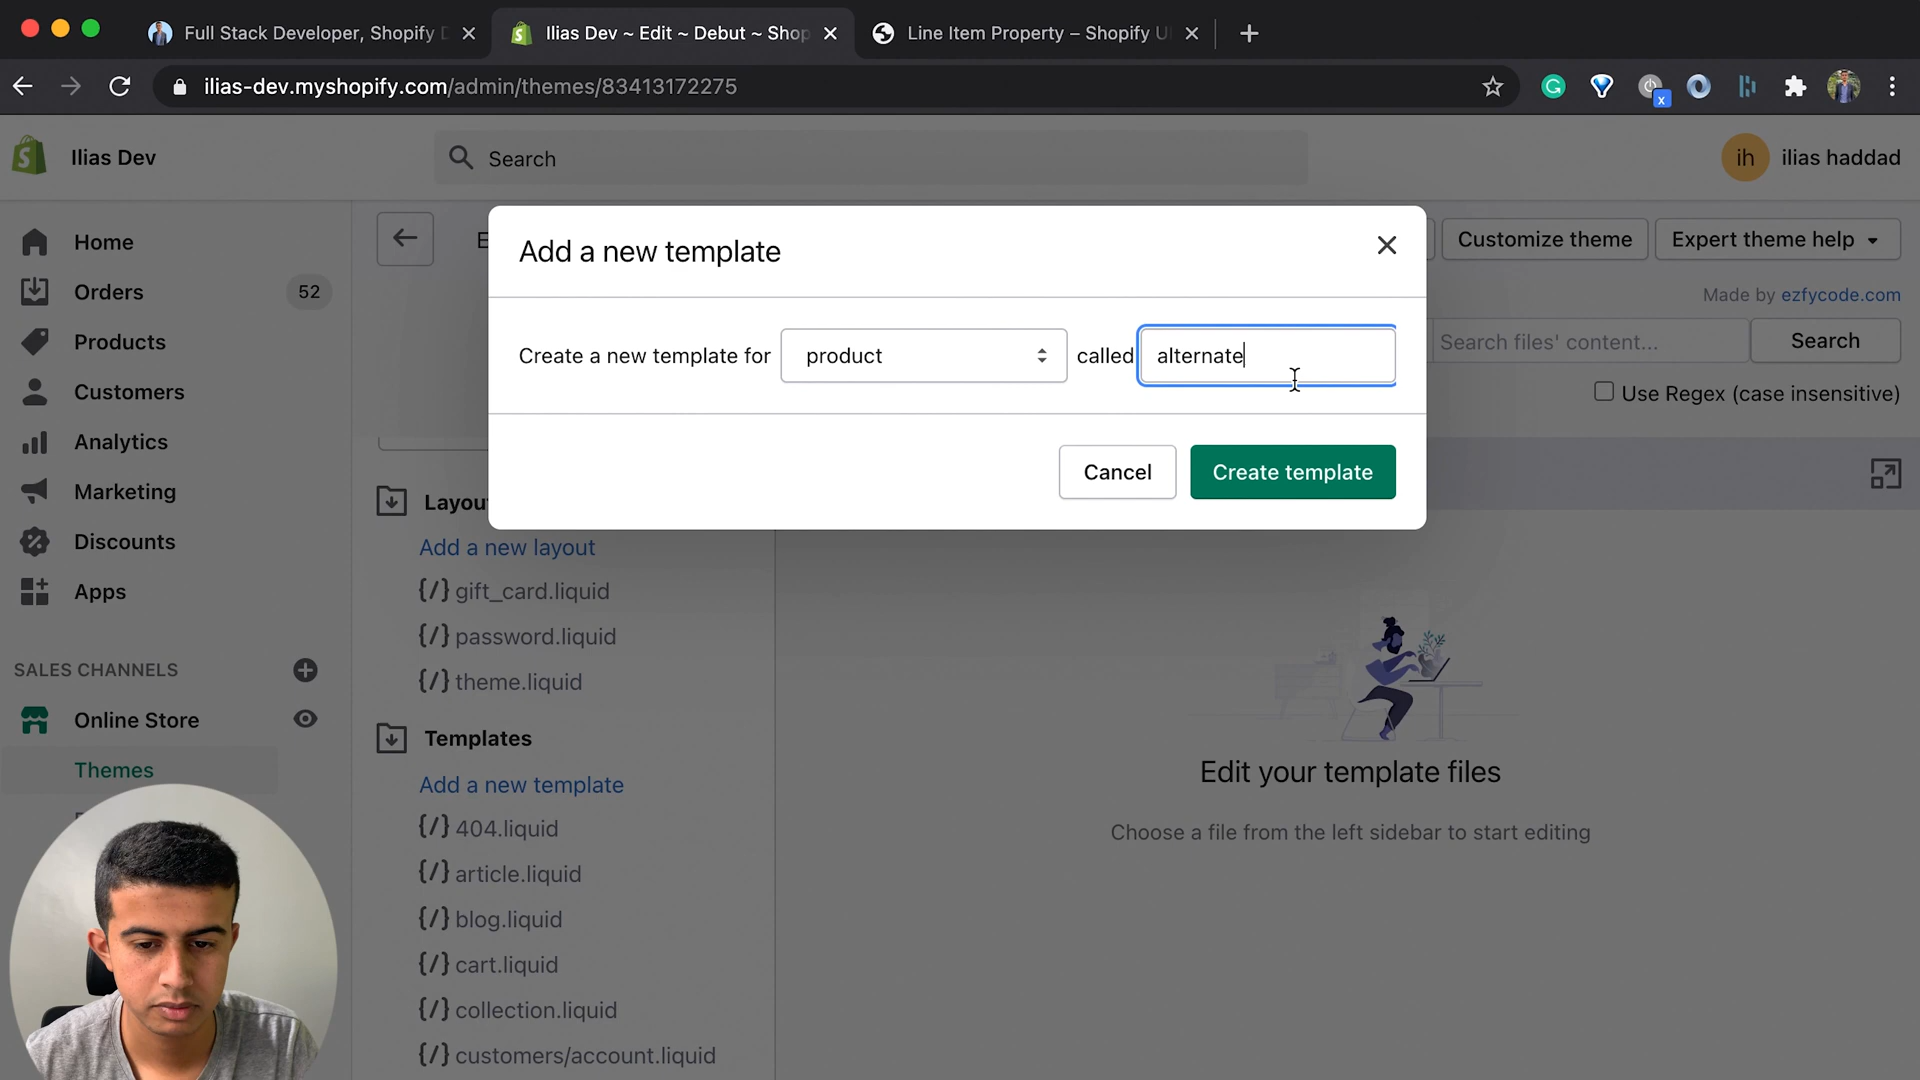 Full Stack Developer, Shopify D
Ilias Dev ~ Edit ~ Debut ~ Shop
Line Item Property – Shopify UI
ilias-dev.myshopify.com/admin/themes/83413172275
x
Ilias Dev
Search
ih
ilias haddad
Home
Orders
52
Products
Customers
Analytics
Marketing
Discounts
Apps
SALES CHANNELS
Online Store
Themes
Customize theme
Expert theme help
Made by ezfycode.com
Search files' content...
Search
Use Regex (case insensitive)
Add a new template
Create a new template for
product
called
alternate
Cancel
Create template
Layou
Add a new layout
{/} gift_card.liquid
{/} password.liquid
{/} theme.liquid
Templates
Add a new template
{/} 404.liquid
{/} article.liquid
{/} blog.liquid
{/} cart.liquid
{/} collection.liquid
{/} customers/account.liquid
Edit your template files
Choose a file from the left sidebar to start editing